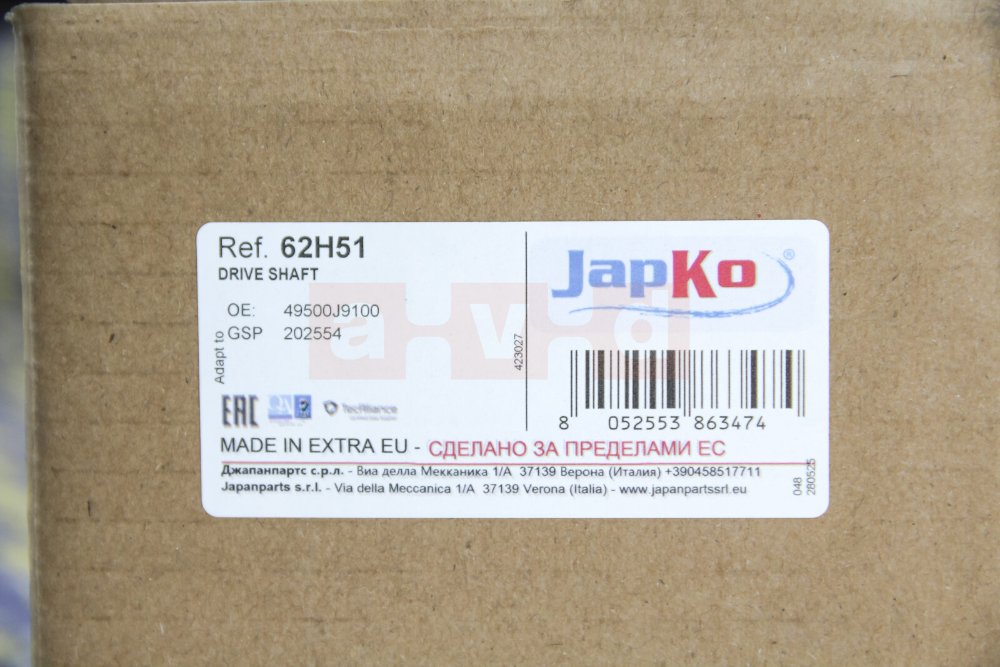 Ref. 62H51
DRIVE SHAFT
Adapt to
OE: 49500J9100
GSP 202554
423027
JapKo®
8 052553 863474
EAC
TecAlliance
a-v-d
MADE IN EXTRA EU - СДЕЛАНО ЗА ПРЕДЕЛАМИ ЕС
Джапанпартс с.р.л. - Виа делла Мекканика 1/А 37139 Верона (Италия) +390458517711
Japanparts s.r.l. - Via della Meccanica 1/A 37139 Verona (Italia) - www.japanpartssrl.eu
048
280525